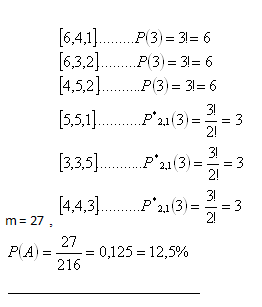 [6,4,1].........P(3) = 3! = 6
[6,3,2].........P(3) = 3! = 6
[4,5,2].........P(3) = 3! = 6
[5,5,1]..........P*2,1(3) = 3!/2! = 3
[3,3,5]..........P*2,1(3) = 3!/2! = 3
[4,4,3]..........P*2,1(3) = 3!/2! = 3
m = 27 ,
P(A) = 27/216 = 0,125 = 12,5%